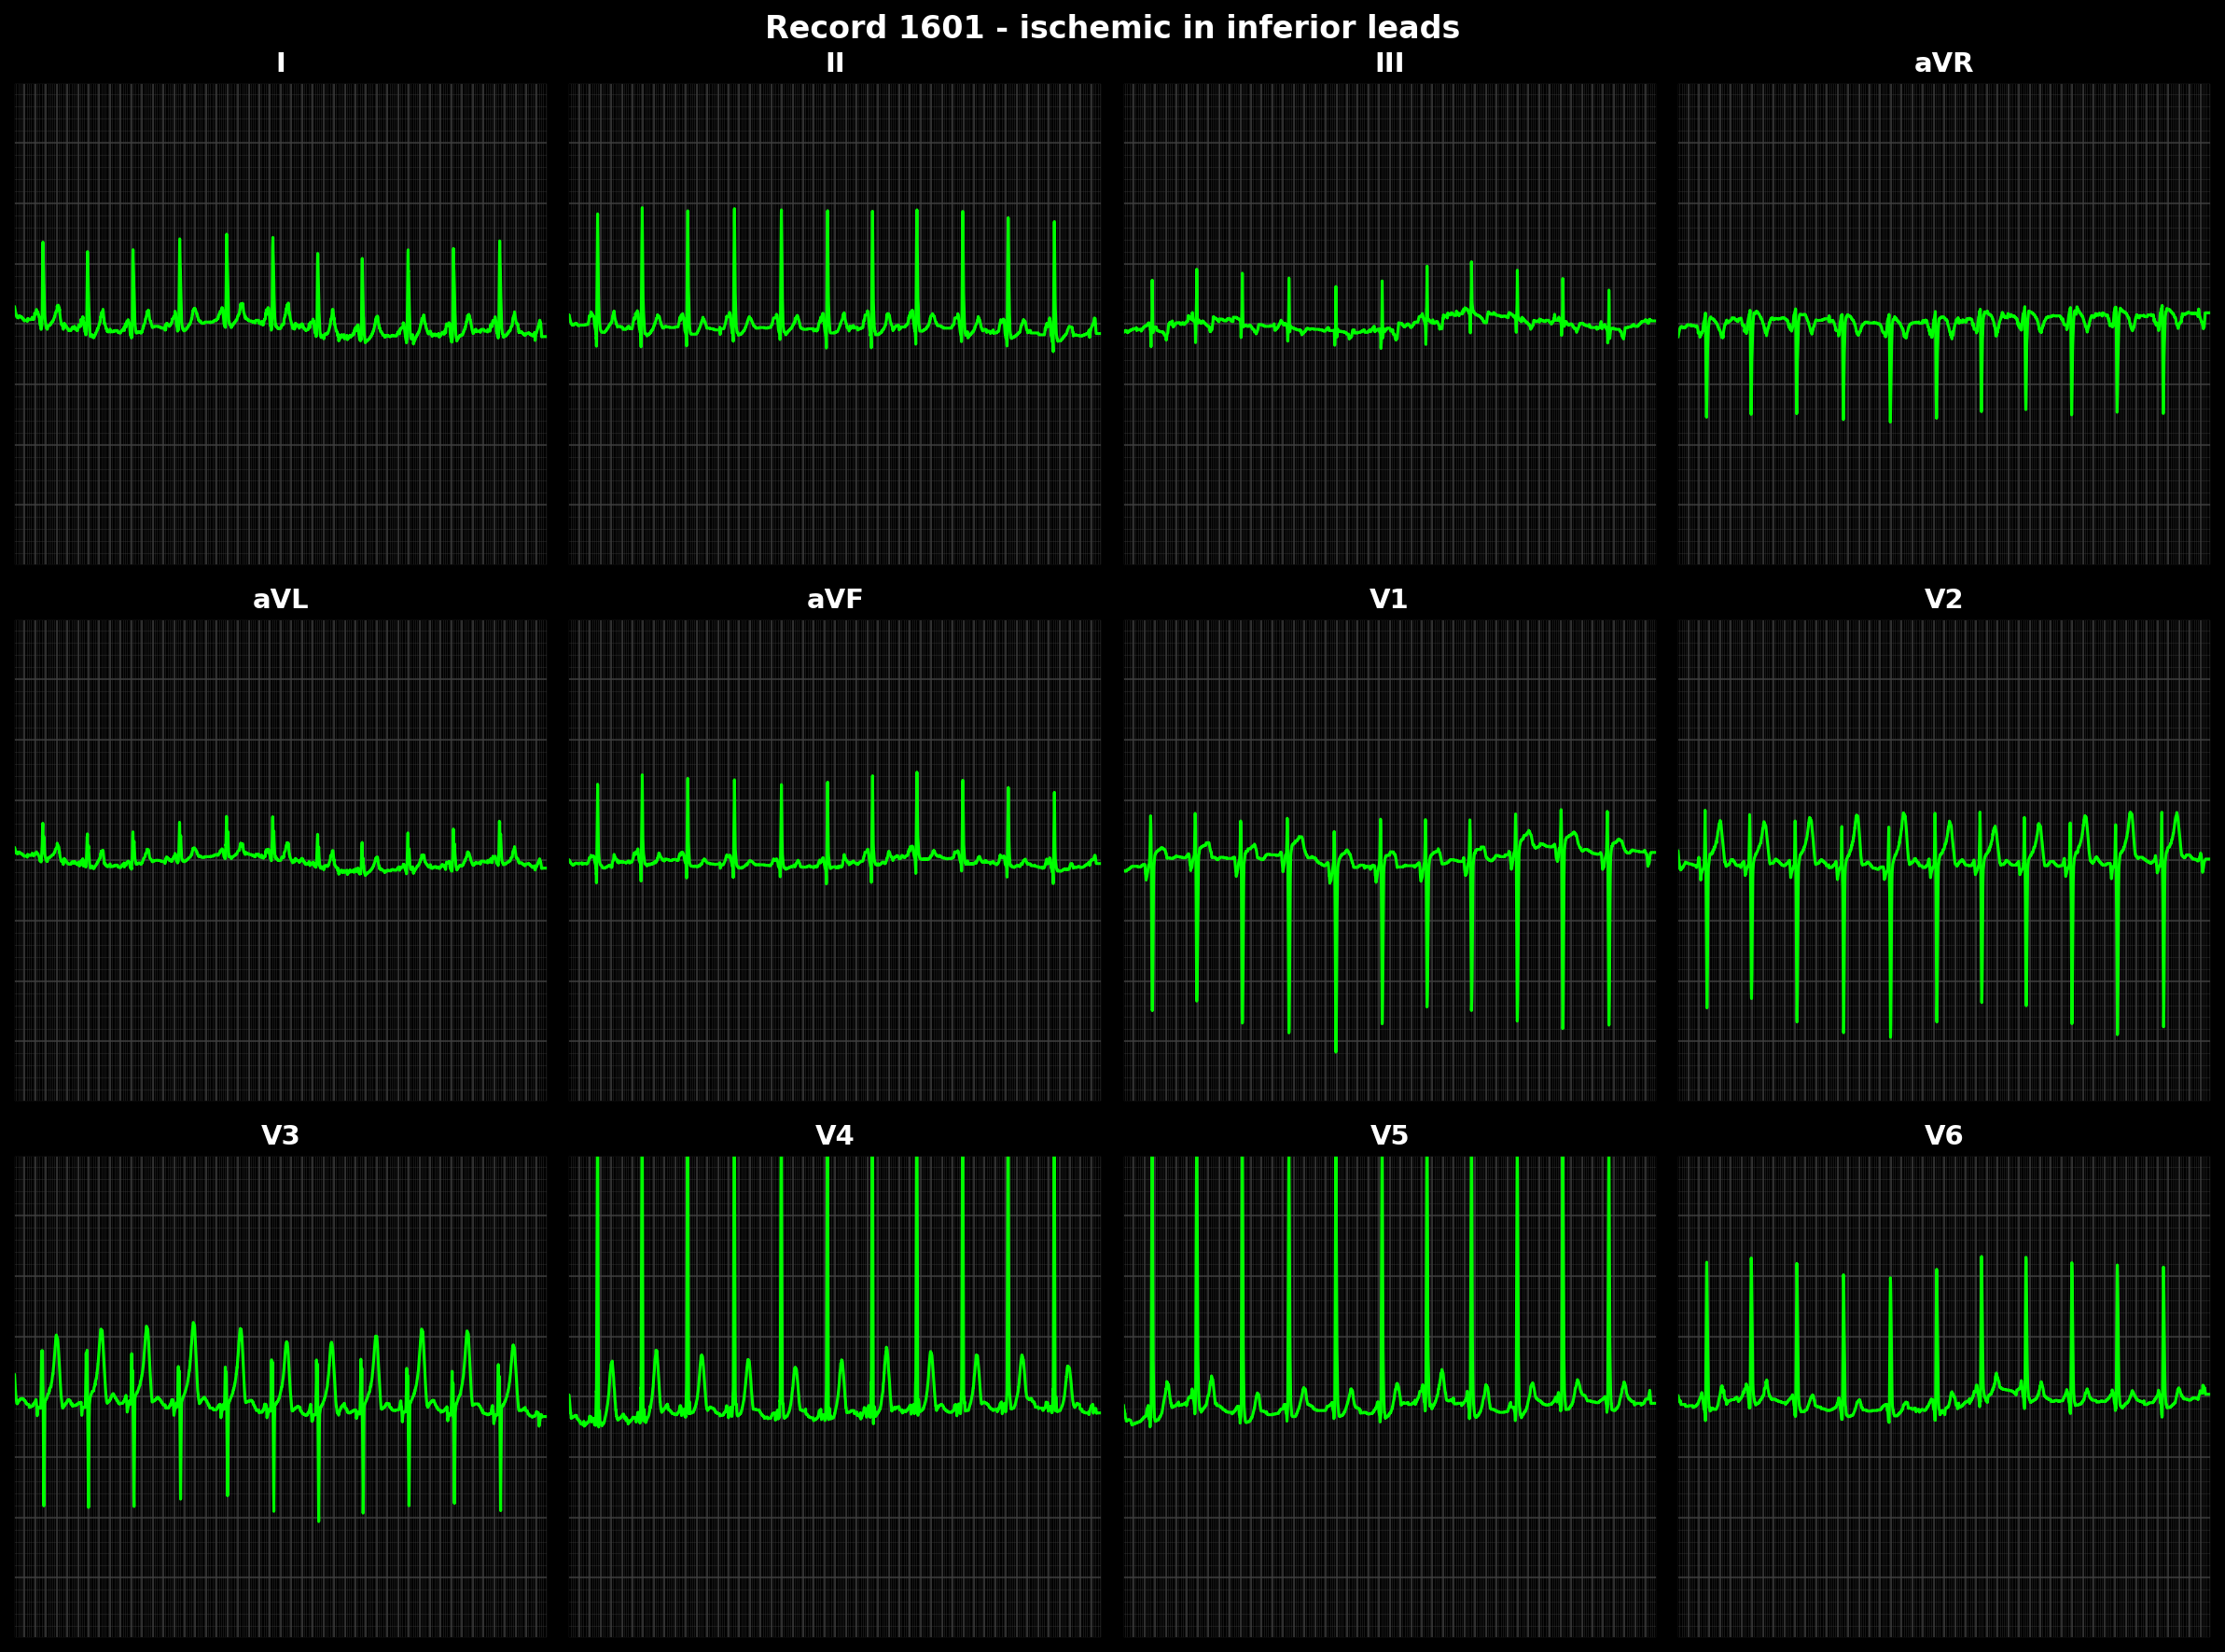 Record 1601 - ischemic in inferior leads
I
II
III
aVR
aVL
aVF
V1
V2
V3
V4
V5
V6